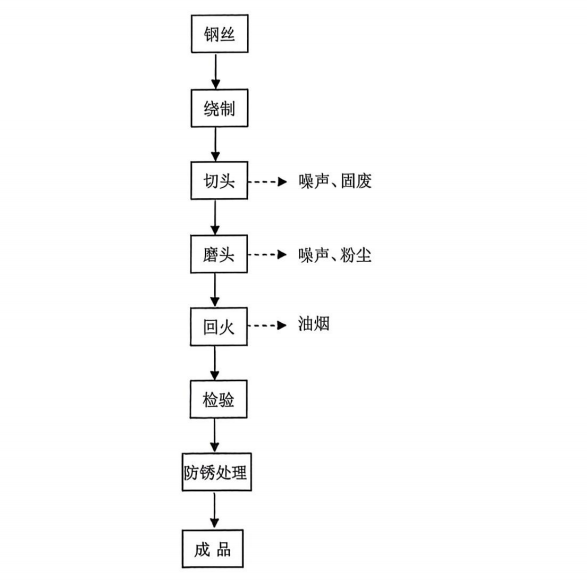 钢丝
绕制
切头
噪声、固废
磨头
噪声、粉尘
回火
油烟
检验
防锈处理
成品